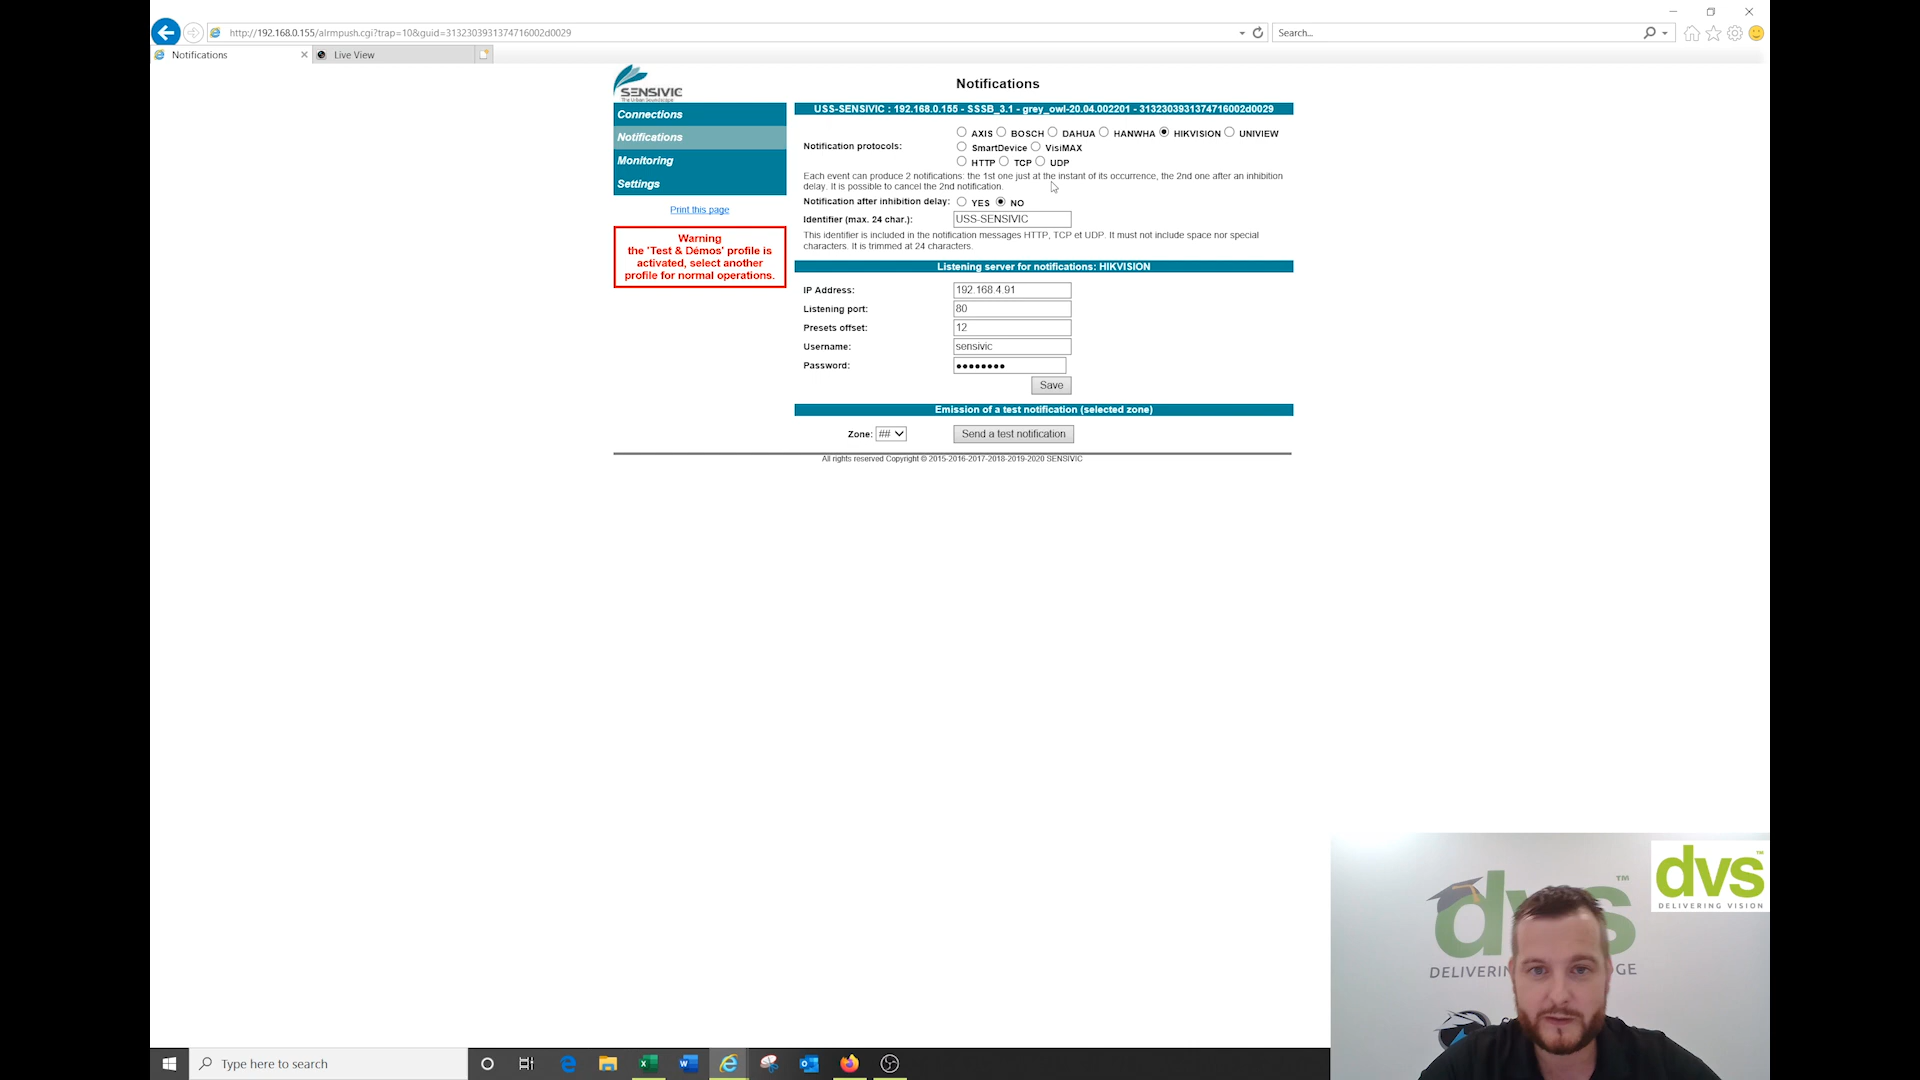 http://192.168.0.155/alrmpush.cgi?trap=10&guid=3132303931374716002d0029
Search...
Notifications
Live View
SENSIVIC
Notifications
USS-SENSIVIC : 192.168.0.155 - SSSB_3.1 - grey_owl-20.04.002201 - 3132303931374716002d0029
Connections
Notifications
Monitoring
Settings
Print this page
Warning
the 'Test & Démos' profile is
activated, select another
profile for normal operations.
Notification protocols:
AXIS BOSCH DAHUA HANWHA HIKVISION UNIVIEW
SmartDevice VisiMAX
HTTP TCP UDP
Each event can produce 2 notifications: the 1st one just at the instant of its occurrence, the 2nd one after an inhibition
delay. It is possible to cancel the 2nd notification.
Notification after inhibition delay: YES NO
Identifier (max. 24 char.): USS-SENSIVIC
This identifier is included in the notification messages HTTP, TCP et UDP. It must not include space nor special
characters. It is trimmed at 24 characters.
Listening server for notifications: HIKVISION
IP Address: 192.168.4.91
Listening port: 80
Presets offset: 12
Username: sensivic
Password: ●●●●●●●●
Save
Emission of a test notification (selected zone)
Zone: ## Send a test notification
All rights reserved Copyright © 2015-2016-2017-2018-2019-2020 SENSIVIC
dvs™
DELIVERING VISION
d s™
DELIVERIN GE
Type here to search